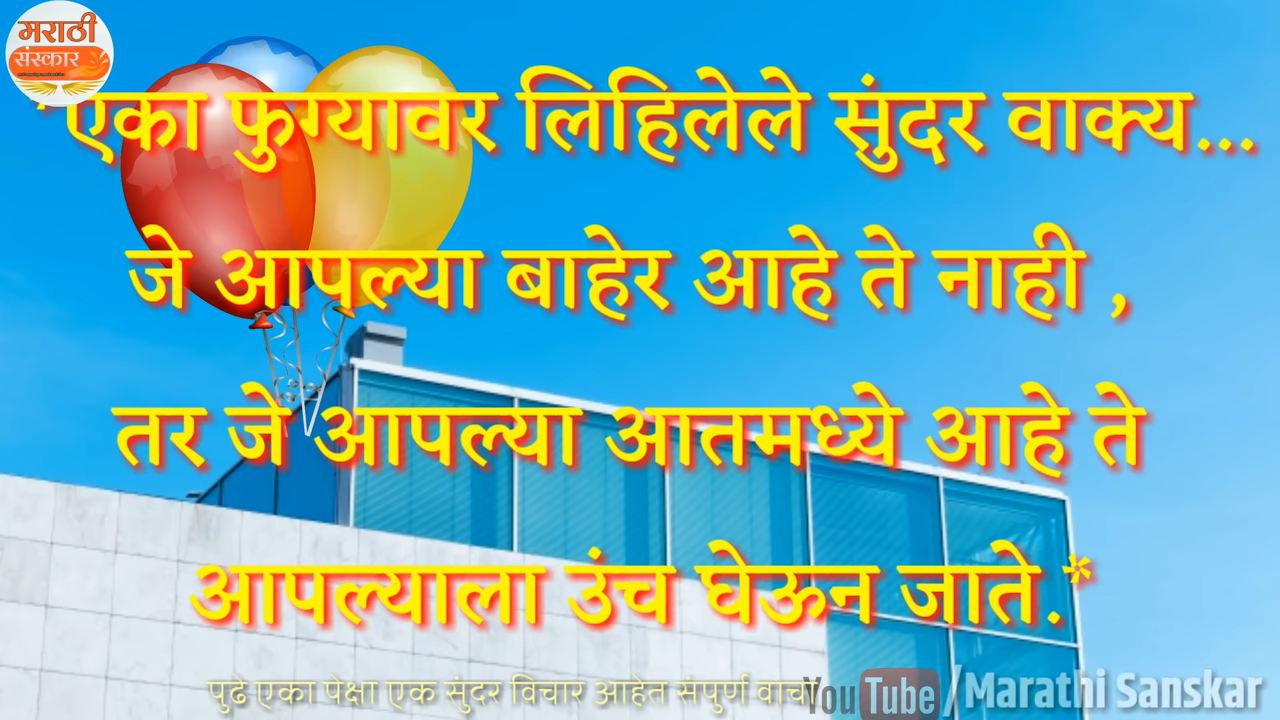 मराठी
संस्कार
*एका फुग्यावर लिहिलेले सुंदर वाक्य...
जे आपल्या बाहेर आहे ते नाही ,
तर जे आपल्या आतमध्ये आहे ते
आपल्याला उंच घेऊन जाते.*
पुढे एका पेक्षा एक सुंदर विचार आहेत संपुर्ण वाचा
YouTube/Marathi Sanskar